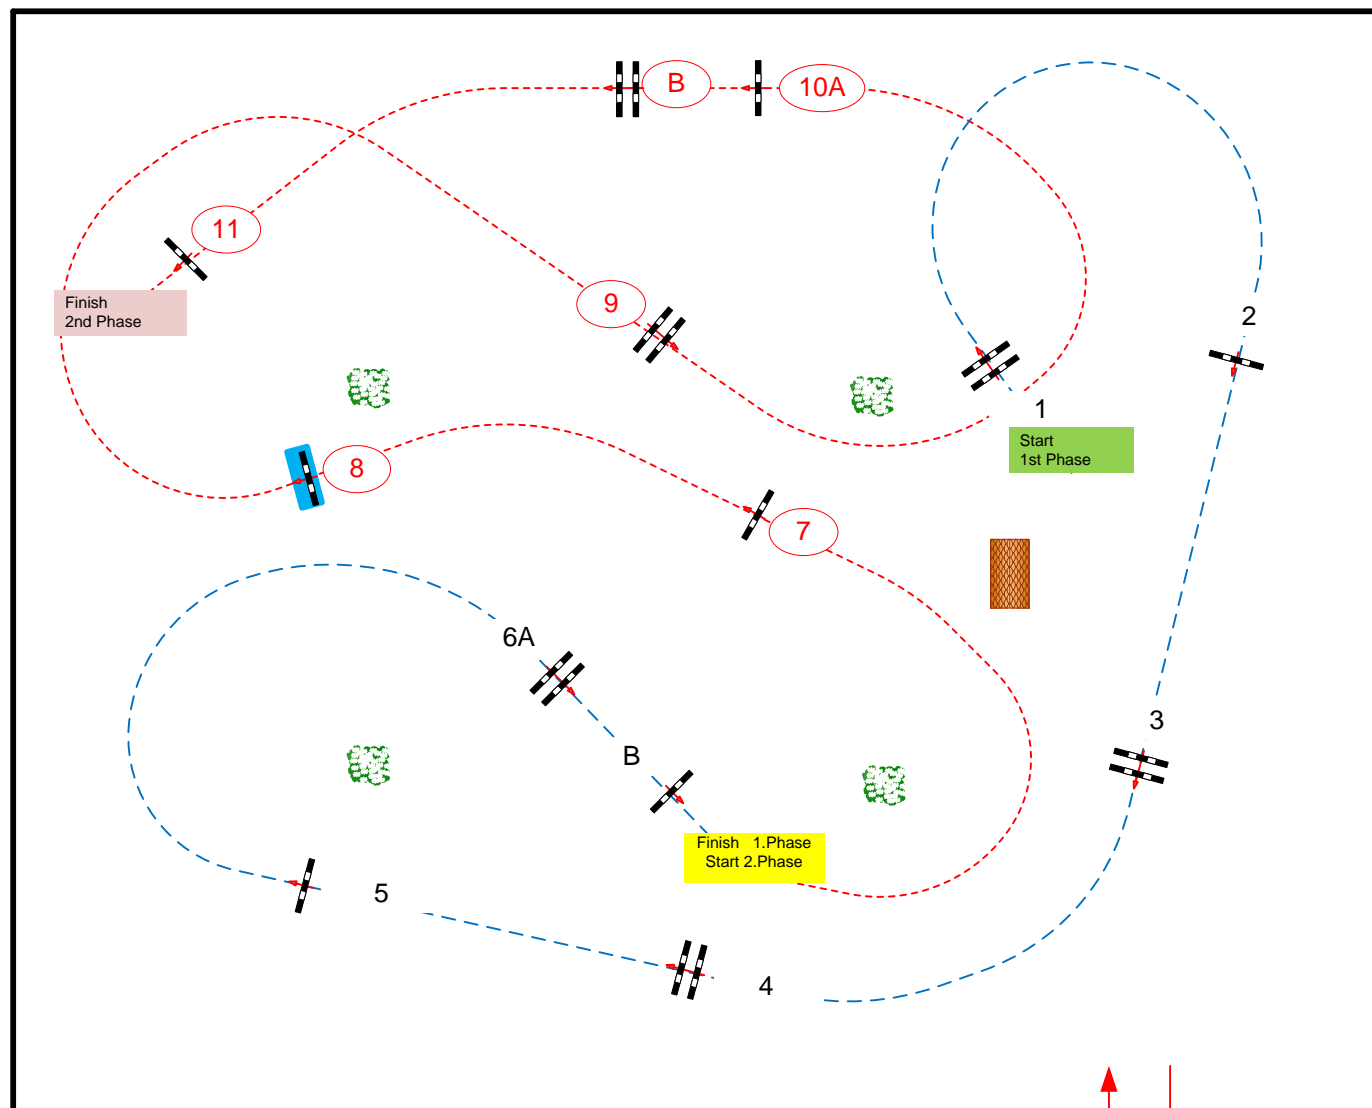 B
10A
11
2
Finish
2nd Phase
9
1
Start
1st Phase
8
7
6A
3
B
Finish   1.Phase
Start 2.Phase
5
4